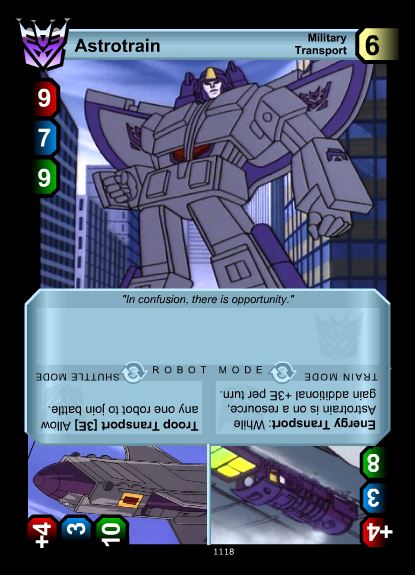 Astrotrain
Military
Transport
6
9
7
9
"In confusion, there is opportunity."
ROBOT MODE
SHUTTLE MODE
Troop Transport [3E] Allow
any one robot to join battle.
TRAIN MODE
Energy Transport: While
Astrotrain is on a resource,
gain additional +3E per turn.
+4
3
10
8
3
+4
1118